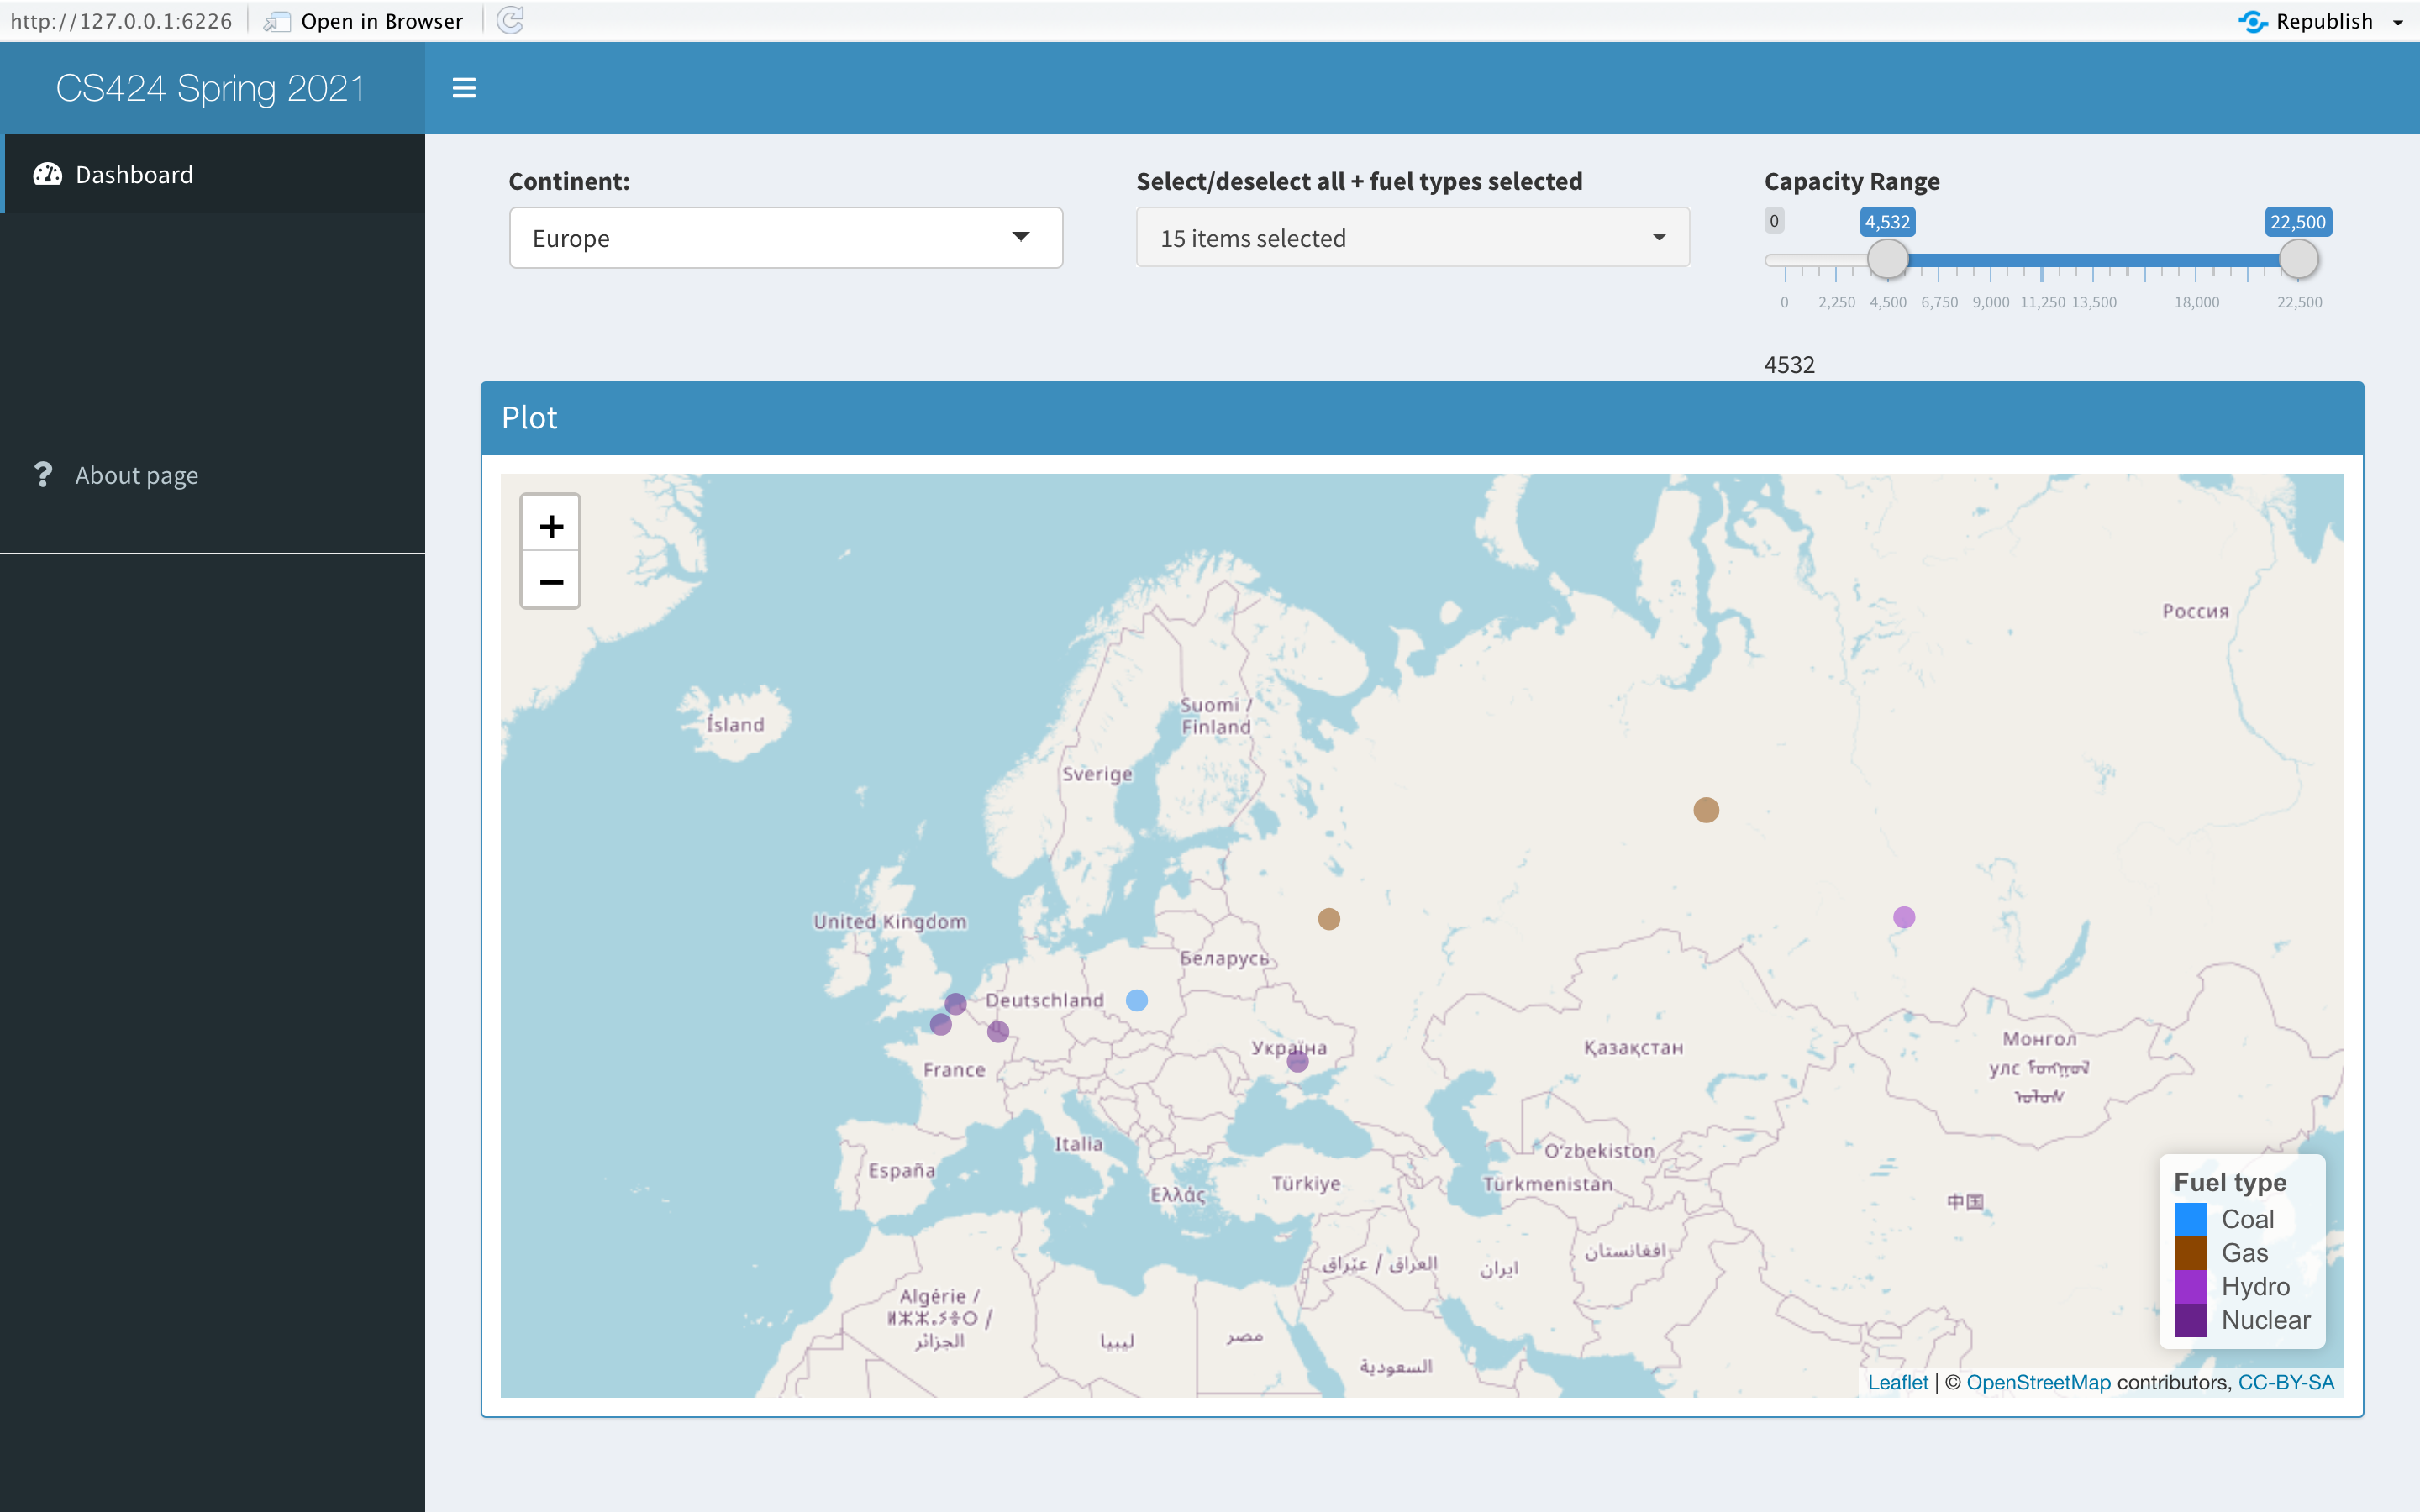 http://127.0.0.1:6226
Open in Browser
Republish
CS424 Spring 2021
Dashboard
About page
Continent:
Europe
Select/deselect all + fuel types selected
15 items selected
Capacity Range
0
4,532
22,500
0 2,250 4,500 6,750 9,000 11,250 13,500 18,000 22,500
4532
Plot
+
−
Россия
Ísland
Suomi /
Finland
Sverige
United Kingdom
Беларусь
Deutschland
Україна
France
Қазақстан
Монгол
улс
Italia
España
Ελλάς
Türkiye
Oʻzbekiston
Türkmenistan
中国
العراق / عێراق
ایران
افغانستان
Algérie /
الجزائر
ليبيا
مصر
السعودية
Fuel type
Coal
Gas
Hydro
Nuclear
Leaflet | © OpenStreetMap contributors, CC-BY-SA